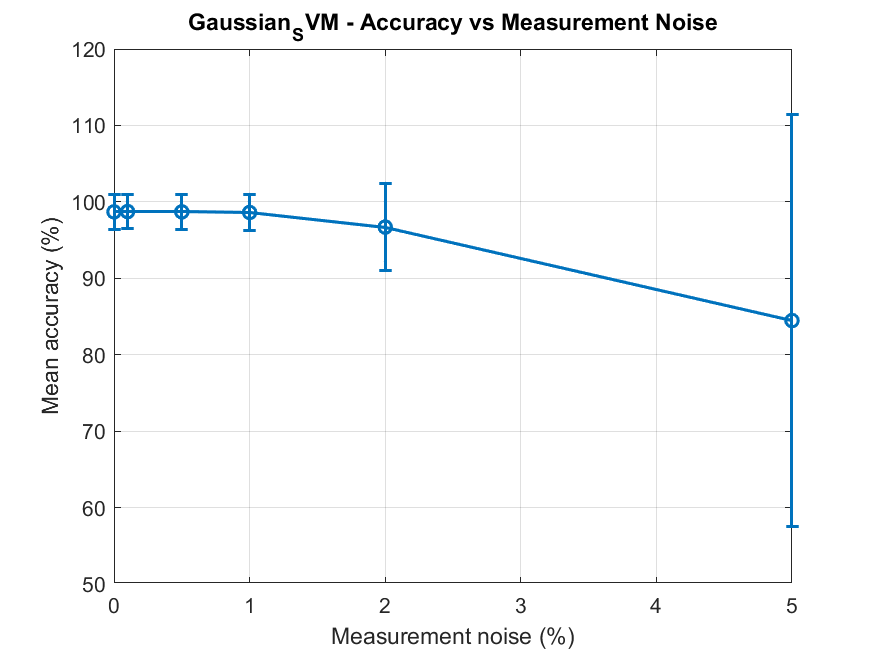 Gaussian_SVM - Accuracy vs Measurement Noise
120
110
100
90
80
70
60
50
Mean accuracy (%)
0 1 2 3 4 5
Measurement noise (%)